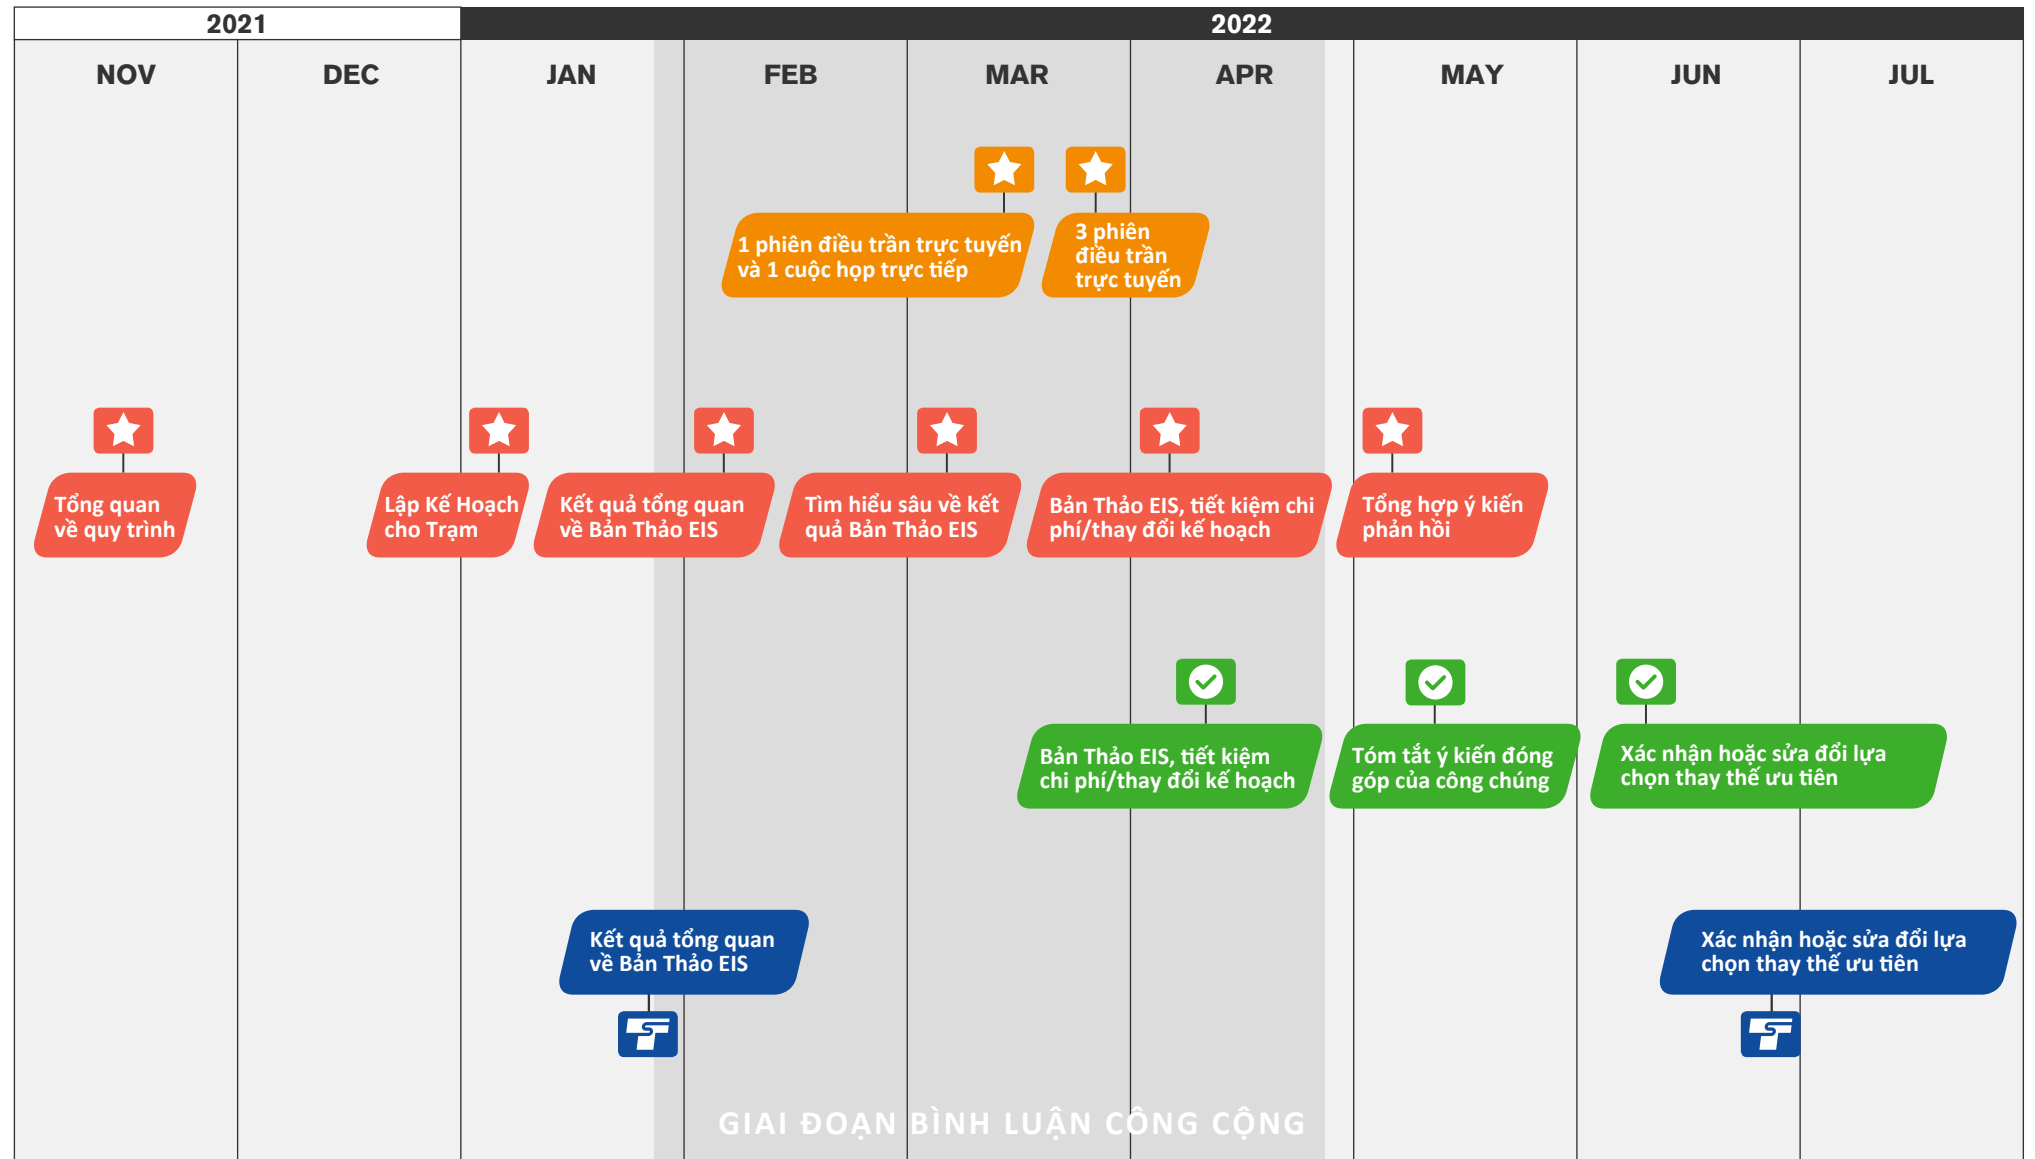 2021
2022
NOV
DEC
JAN
FEB
MAR
APR
MAY
JUN
JUL
1 phiên điều trần trực tuyến
và 1 cuộc họp trực tiếp
3 phiên
điều trần
trực tuyến
Tổng quan
về quy trình
Lập Kế Hoạch
cho Trạm
Kết quả tổng quan
về Bản Thảo EIS
Tìm hiểu sâu về kết
quả Bản Thảo EIS
Bản Thảo EIS, tiết kiệm chi
phí/thay đổi kế hoạch
Tổng hợp ý kiến
phản hồi
Bản Thảo EIS, tiết kiệm
chi phí/thay đổi kế hoạch
Tóm tắt ý kiến đóng
góp của công chúng
Xác nhận hoặc sửa đổi lựa
chọn thay thế ưu tiên
Kết quả tổng quan
về Bản Thảo EIS
Xác nhận hoặc sửa đổi lựa
chọn thay thế ưu tiên
GIAI ĐOẠN BÌNH LUẬN CÔNG CỘNG